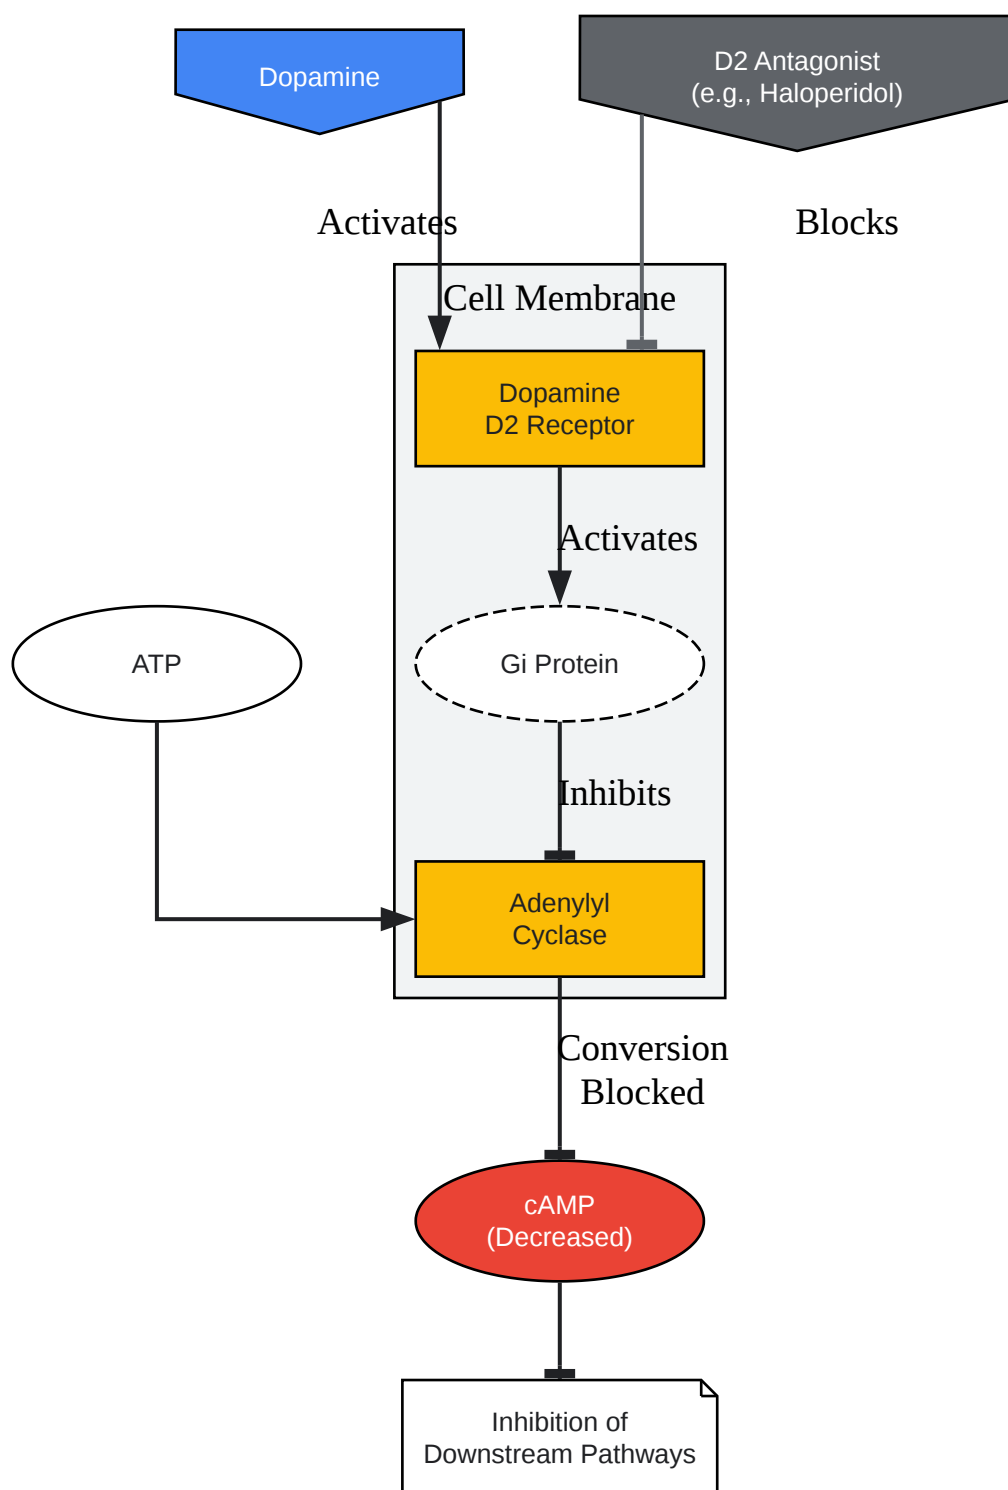 Dopamine
D2 Antagonist
(e.g., Haloperidol)
Activates
Blocks
Cell Membrane
Dopamine
D2 Receptor
Activates
ATP
Gi Protein
Inhibits
Adenylyl
Cyclase
Conversion
Blocked
cAMP
(Decreased)
Inhibition of
Downstream Pathways